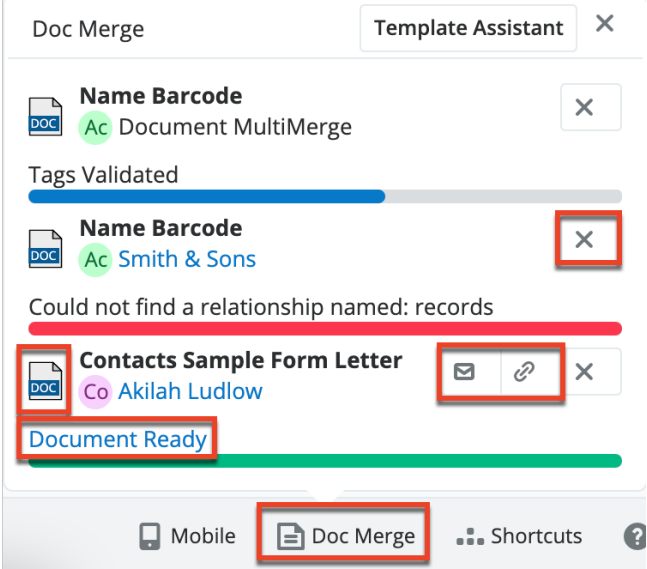 Doc Merge
Template Assistant
DOC
Name Barcode
Ac Document MultiMerge
Tags Validated
DOC
Name Barcode
Ac Smith & Sons
Could not find a relationship named: records
DOC
Contacts Sample Form Letter
Co Akilah Ludlow
Document Ready
Mobile
Doc Merge
Shortcuts
?